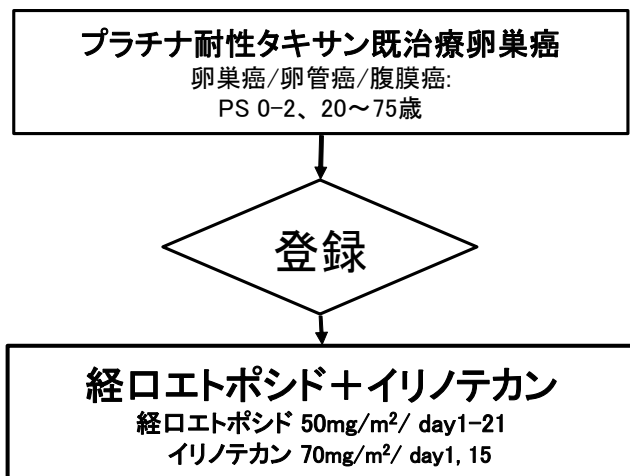 プラチナ耐性タキサン既治療卵巣癌
卵巣癌/卵管癌/腹膜癌:
PS 0-2、20～75歳
登録
経口エトポシド＋イリノテカン
経口エトポシド 50mg/m²/ day1-21
イリノテカン 70mg/m²/ day1, 15